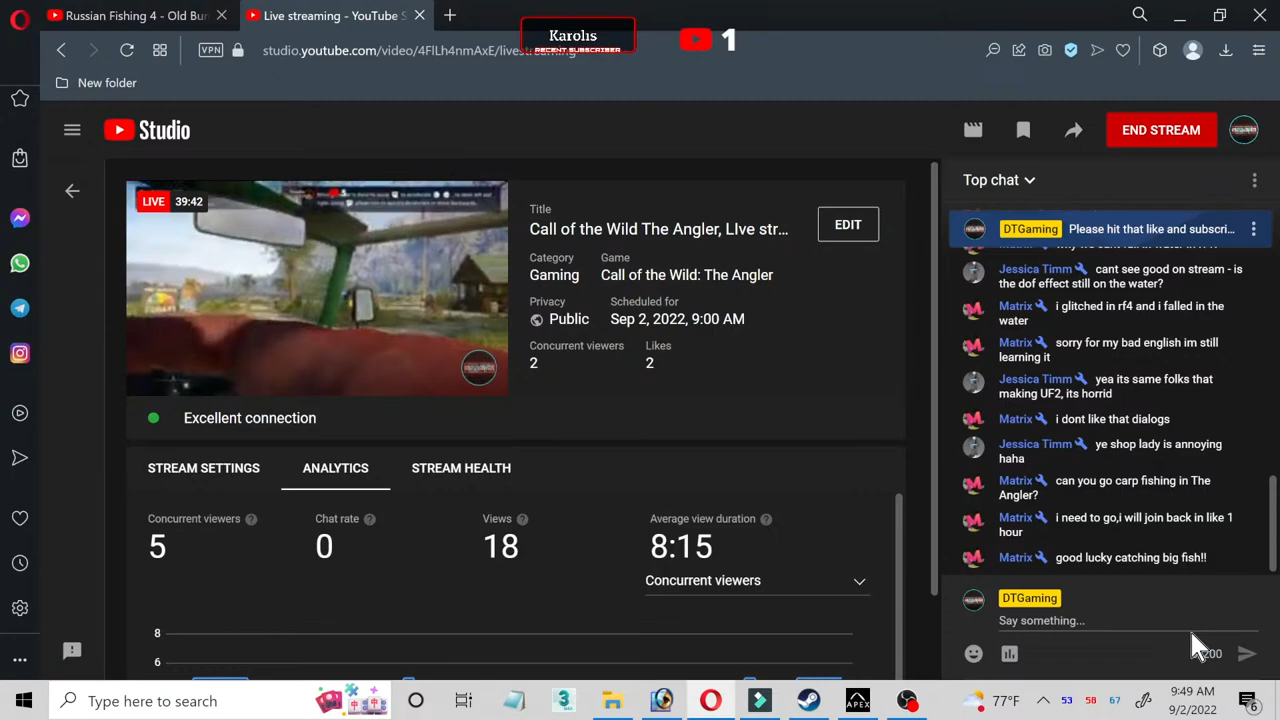 Russian Fishing 4 - Old Bur
Live streaming - YouTube S
Karolis
RECENT SUBSCRIBER
1
VPN
studio.youtube.com/video/4FlLh4nmAxE/livestreaming
New folder
Studio
END STREAM
LIVE 39:42
Title
Call of the Wild The Angler, LIve str...
EDIT
Category
Gaming
Game
Call of the Wild: The Angler
Privacy
Public
Scheduled for
Sep 2, 2022, 9:00 AM
Concurrent viewers
2
Likes
2
Excellent connection
STREAM SETTINGS
ANALYTICS
STREAM HEALTH
Concurrent viewers
5
Chat rate
0
Views
18
Average view duration
8:15
Concurrent viewers
8
6
Top chat
DTGaming Please hit that like and subscri...
Jessica Timm cant see good on stream - is
the dof effect still on the water?
Matrix i glitched in rf4 and i falled in the
water
Matrix sorry for my bad english im still
learning it
Jessica Timm yea its same folks that
making UF2, its horrid
Matrix i dont like that dialogs
Jessica Timm ye shop lady is annoying
haha
Matrix can you go carp fishing in The
Angler?
Matrix i need to go,i will join back in like 1
hour
Matrix good lucky catching big fish!!
DTGaming
Say something...
Type here to search
77°F
53
58
67
9:49 AM
9/2/2022
6